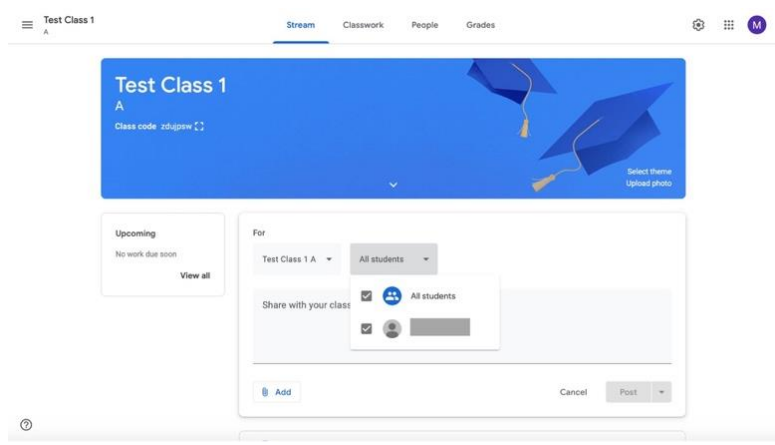 Test Class 1
A
Stream Classwork People Grades
M
Test Class 1
A
Class code zdujpsw
Select theme
Upload photo
Upcoming
No work due soon
View all
For
Test Class 1 A All students
All students
Share with your class
Add
Cancel Post